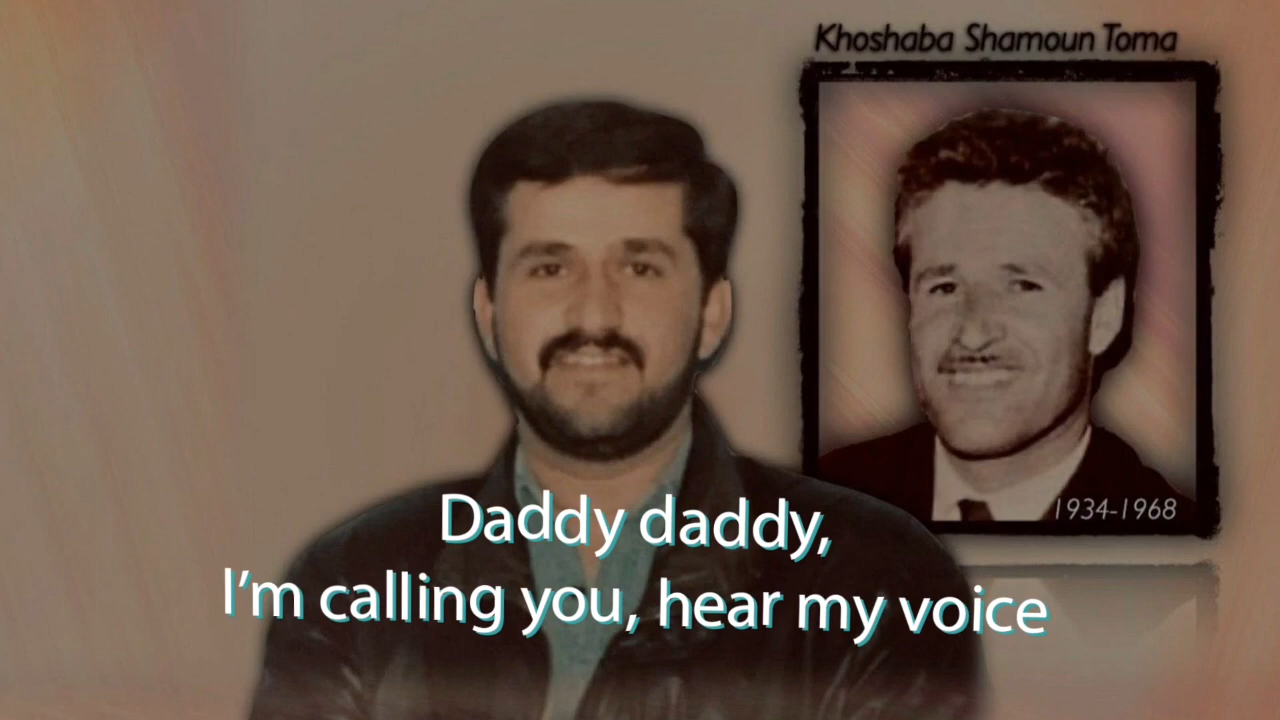 Khoshaba Shamoun Toma
1934-1968
Daddy daddy,
I'm calling you, hear my voice